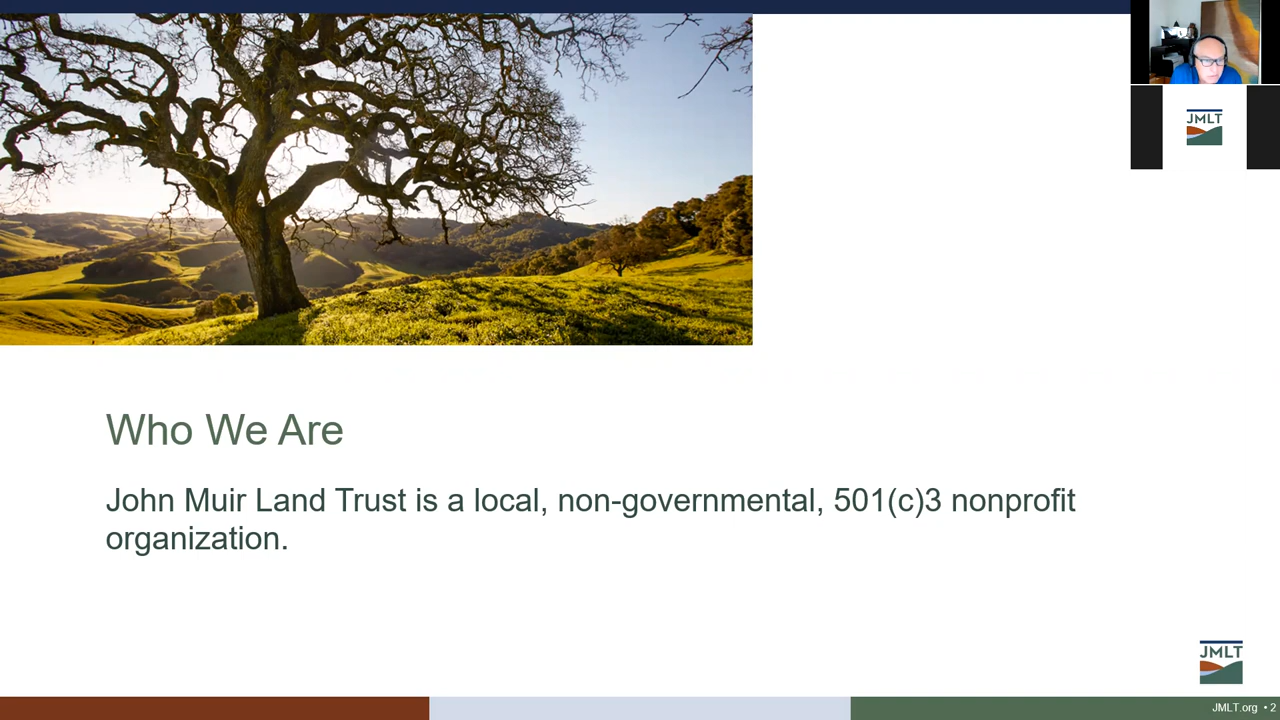 JMLT
Who We Are
John Muir Land Trust is a local, non-governmental, 501(c)3 nonprofit
organization.
JMLT
JMLT.org • 2